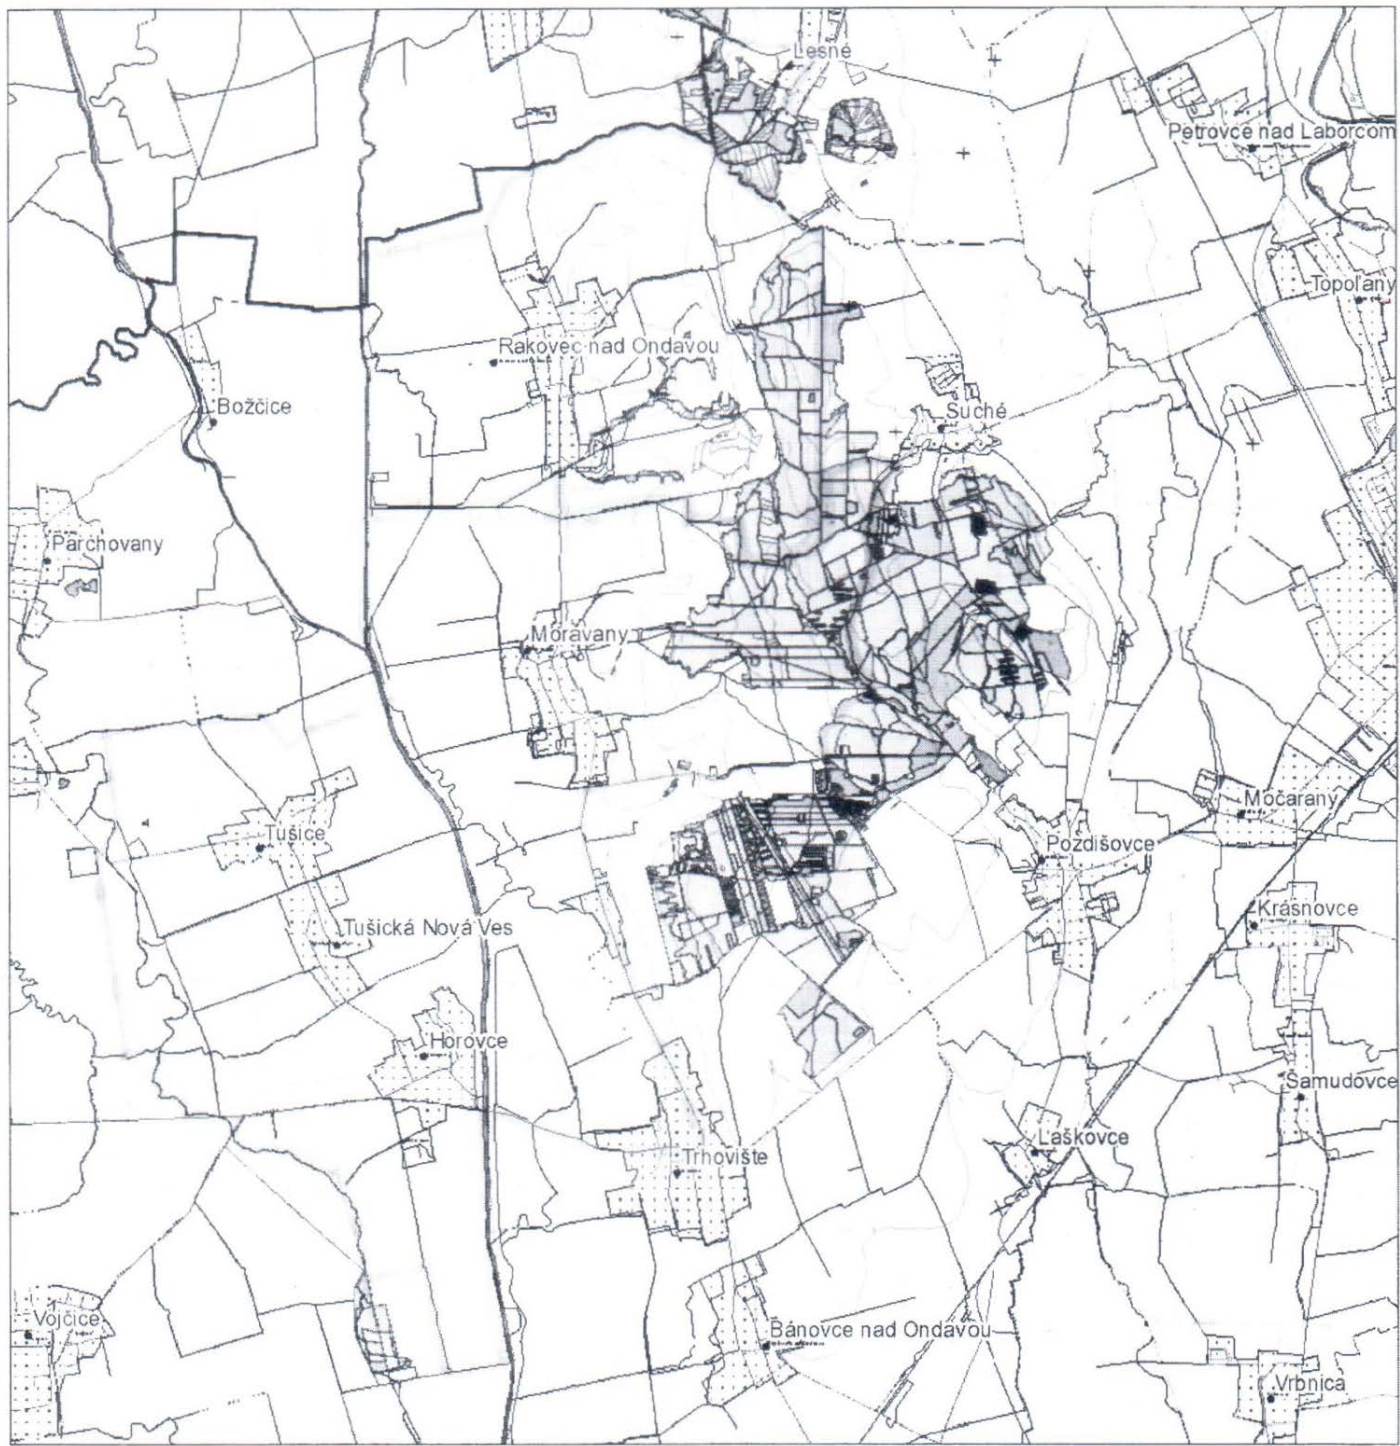 Lesné
Petrovce nad Laborcom
Topoľany
Rakovec nad Ondavou
Božčice
Suché
Parchovany
Moravany
Močarany
Tušice
Pozdišovce
Krásnovce
Tušická Nová Ves
Horovce
Šamudovce
Laškovce
Trhovište
Vojčice
Bánovce nad Ondavou
Vrbnica